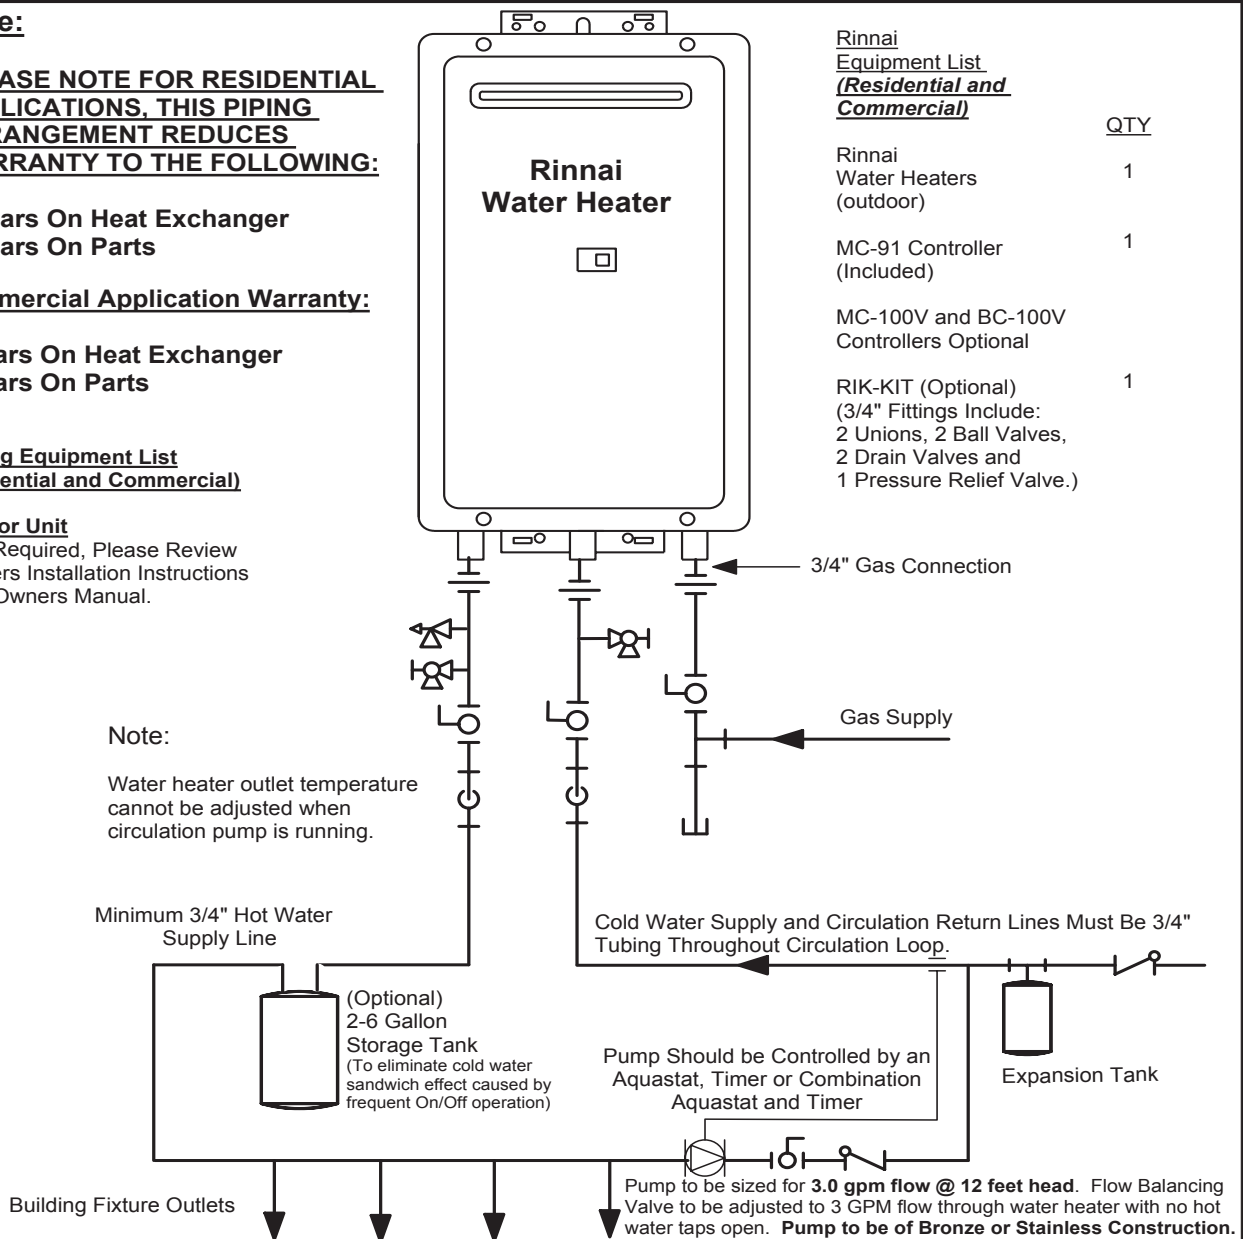 e:
ASE NOTE FOR RESIDENTIAL
LICATIONS, THIS PIPING
RANGEMENT REDUCES
RRANTY TO THE FOLLOWING:
ars On Heat Exchanger
ars On Parts
mercial Application Warranty:
ars On Heat Exchanger
ars On Parts
g Equipment List
ential and Commercial)
or Unit
Required, Please Review
ers Installation Instructions
Owners Manual.
Rinnai
Water Heater
Rinnai
Equipment List
(Residential and
Commercial)
QTY
Rinnai
Water Heaters
(outdoor)
1
MC-91 Controller
(Included)
1
MC-100V and BC-100V
Controllers Optional
RIK-KIT (Optional)
(3/4" Fittings Include:
2 Unions, 2 Ball Valves,
2 Drain Valves and
1 Pressure Relief Valve.)
1
3/4" Gas Connection
Gas Supply
Note:
Water heater outlet temperature
cannot be adjusted when
circulation pump is running.
Minimum 3/4" Hot Water
Supply Line
Cold Water Supply and Circulation Return Lines Must Be 3/4"
Tubing Throughout Circulation Loop.
(Optional)
2-6 Gallon
Storage Tank
(To eliminate cold water
sandwich effect caused by
frequent On/Off operation)
Pump Should be Controlled by an
Aquastat, Timer or Combination
Aquastat and Timer
Expansion Tank
Building Fixture Outlets
Pump to be sized for 3.0 gpm flow @ 12 feet head. Flow Balancing
Valve to be adjusted to 3 GPM flow through water heater with no hot
water taps open. Pump to be of Bronze or Stainless Construction.